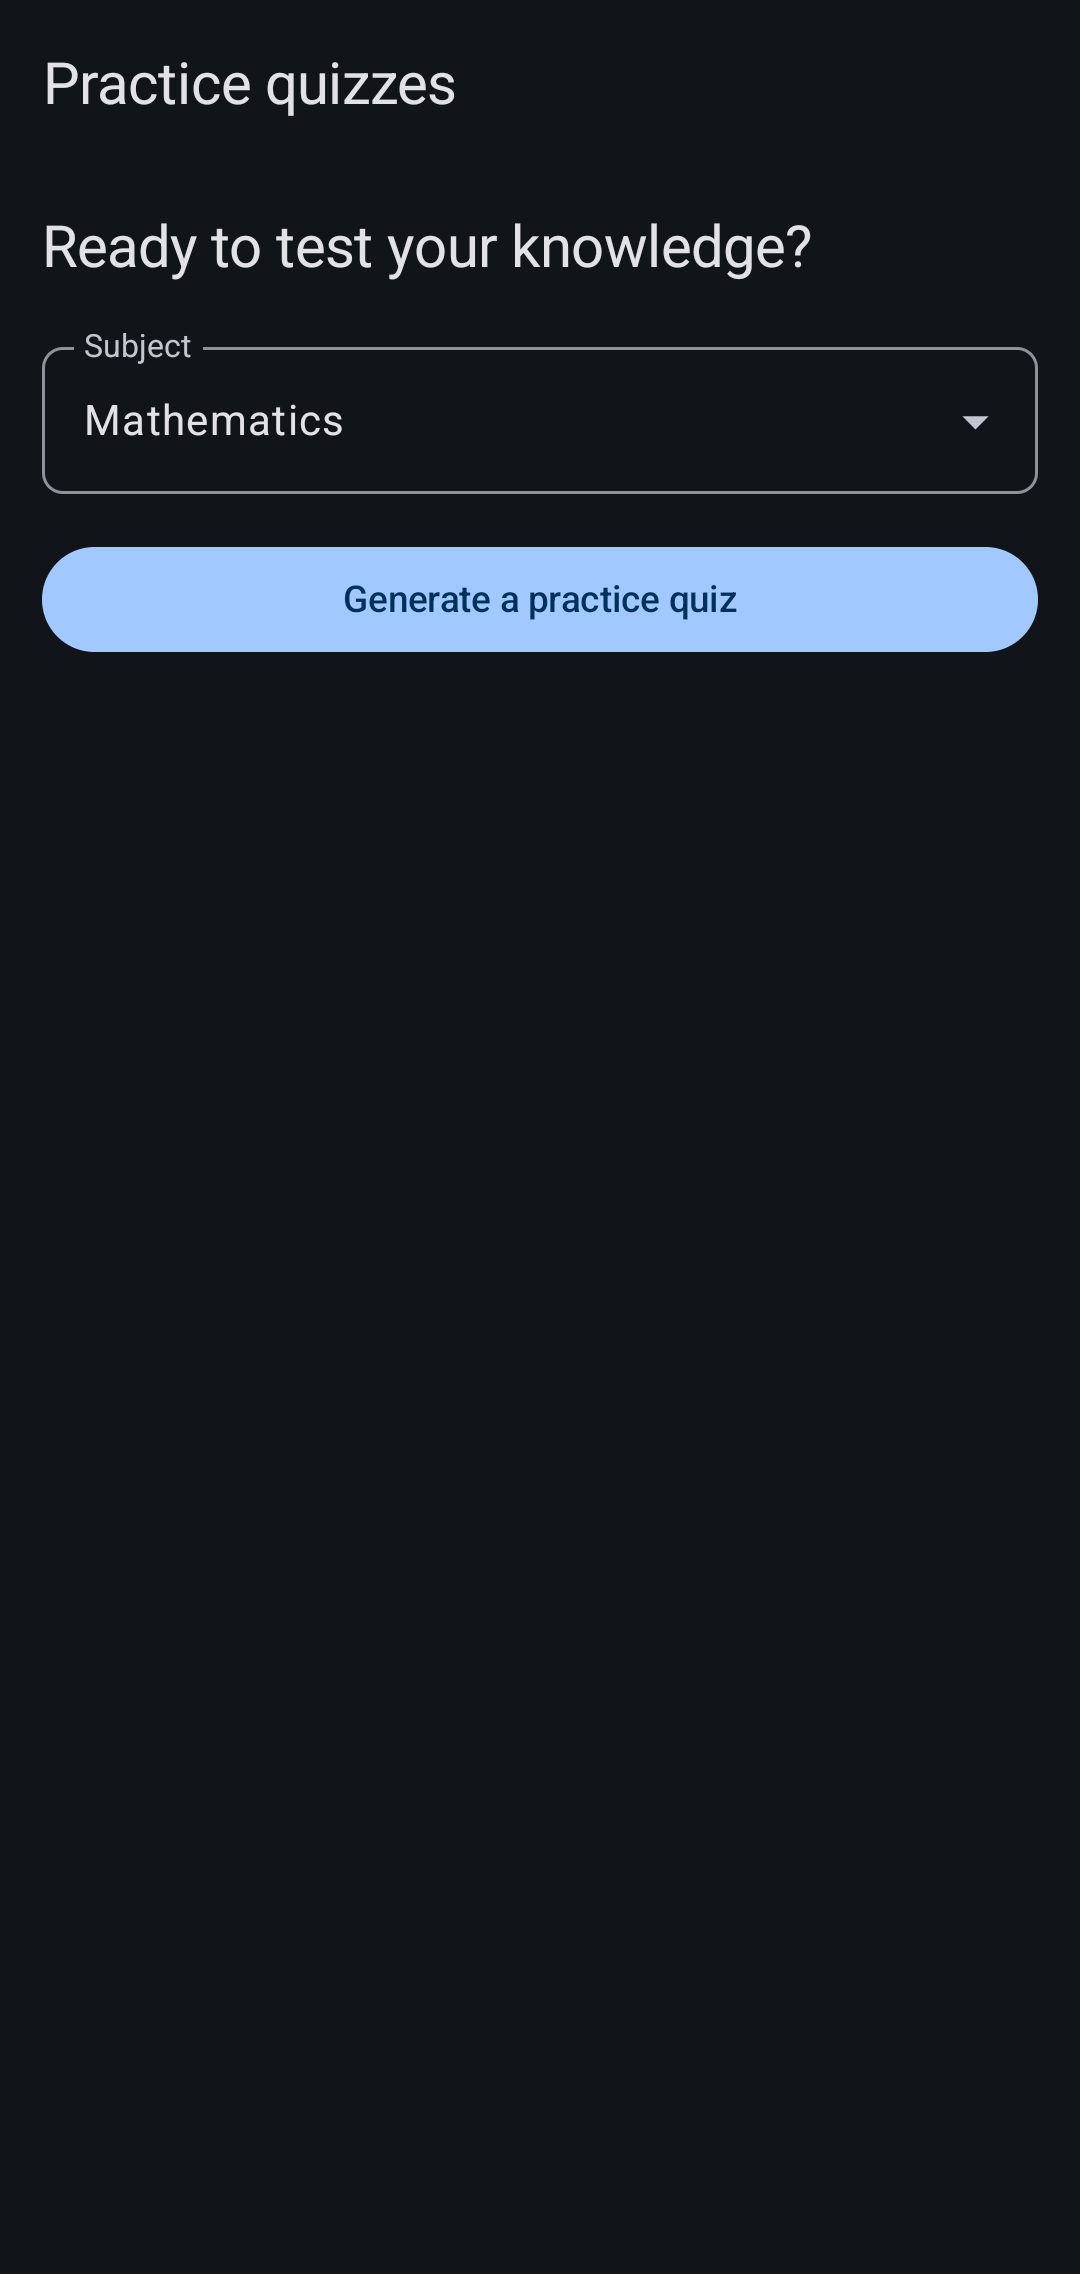 Practice quizzes
Ready to test your knowledge?
Subject
Mathematics
Generate a practice quiz